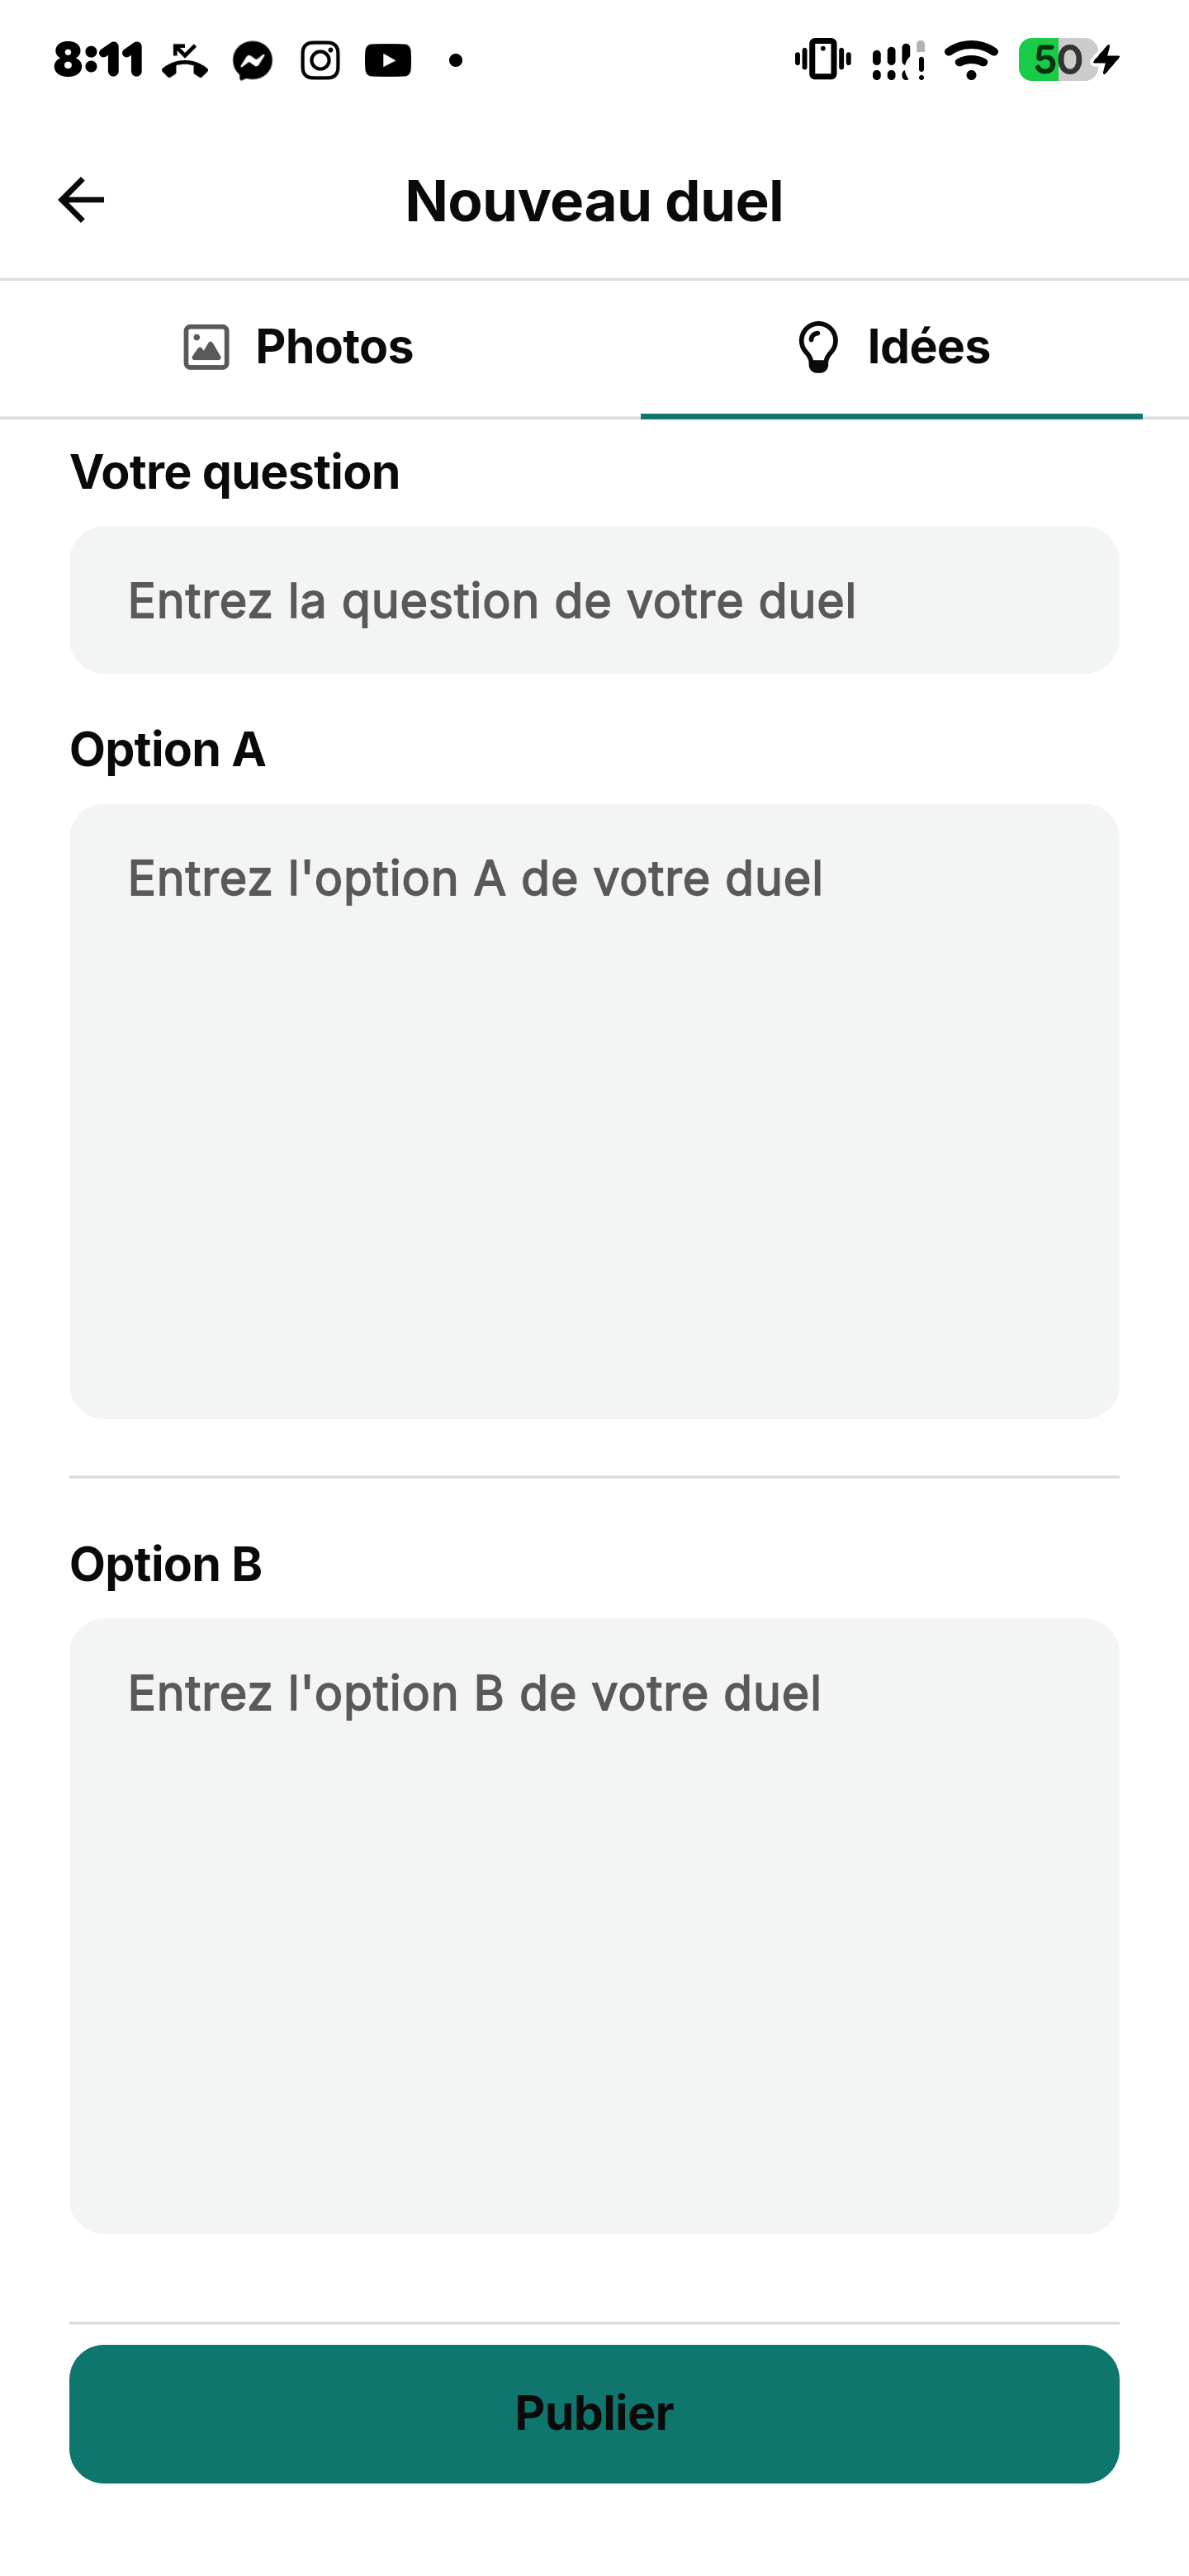 8:11
50
Nouveau duel
Photos
Idées
Votre question
Entrez la question de votre duel
Option A
Entrez l'option A de votre duel
Option B
Entrez l'option B de votre duel
Publier